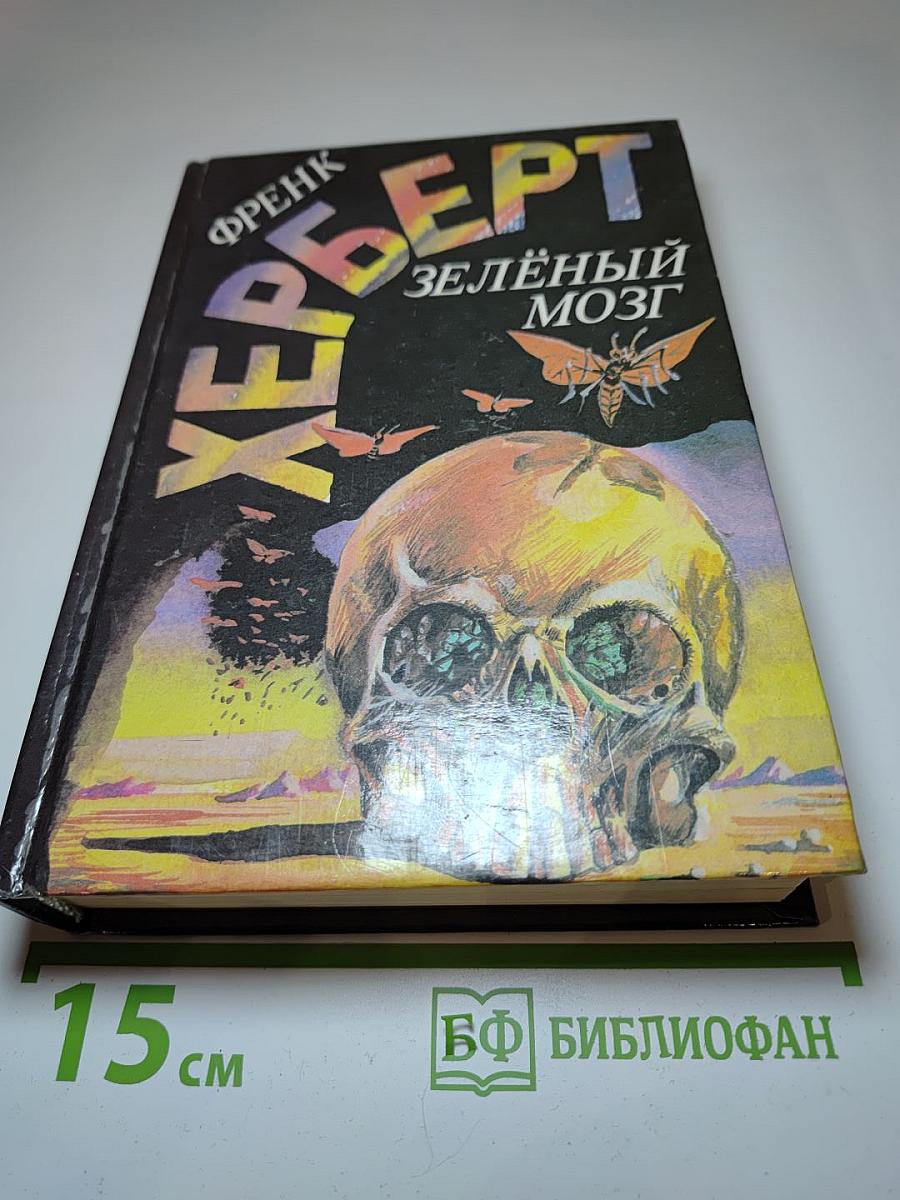 ФРЕНК
ХЕРБЕРТ
ЗЕЛЁНЫЙ
МОЗГ
15 см
БФ БИБЛИОФАН